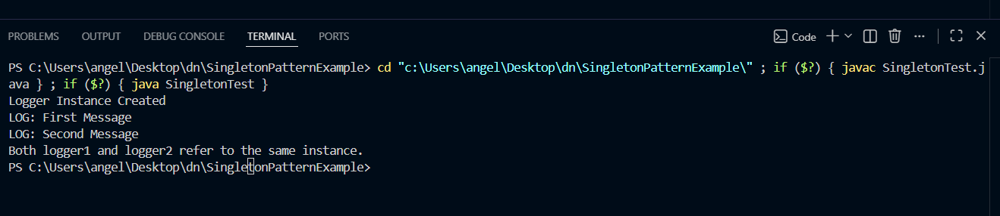 PROBLEMS OUTPUT DEBUG CONSOLE TERMINAL PORTS Code
PS C:\Users\angel\Desktop\dn\SingletonPatternExample> cd "c:\Users\angel\Desktop\dn\SingletonPatternExample\" ; if ($?) { javac SingletonTest.j
ava } ; if ($?) { java SingletonTest }
Logger Instance Created
LOG: First Message
LOG: Second Message
Both logger1 and logger2 refer to the same instance.
PS C:\Users\angel\Desktop\dn\SingletonPatternExample>